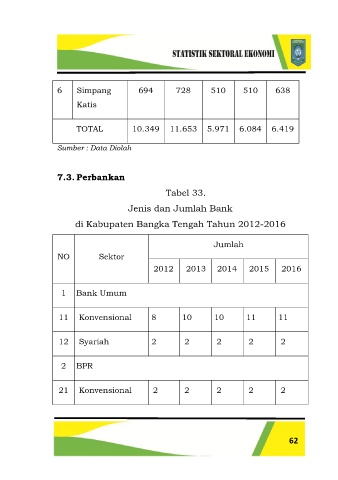 STATISTIK SEKTORAL EKONOMI
6 Simpang Katis 694 728 510 510 638
TOTAL 10.349 11.653 5.971 6.084 6.419
Sumber : Data Diolah
7.3. Perbankan
Tabel 33.
Jenis dan Jumlah Bank
di Kabupaten Bangka Tengah Tahun 2012-2016
NO Sektor Jumlah
2012 2013 2014 2015 2016
1 Bank Umum
11 Konvensional 8 10 10 11 11
12 Syariah 2 2 2 2 2
2 BPR
21 Konvensional 2 2 2 2 2
62